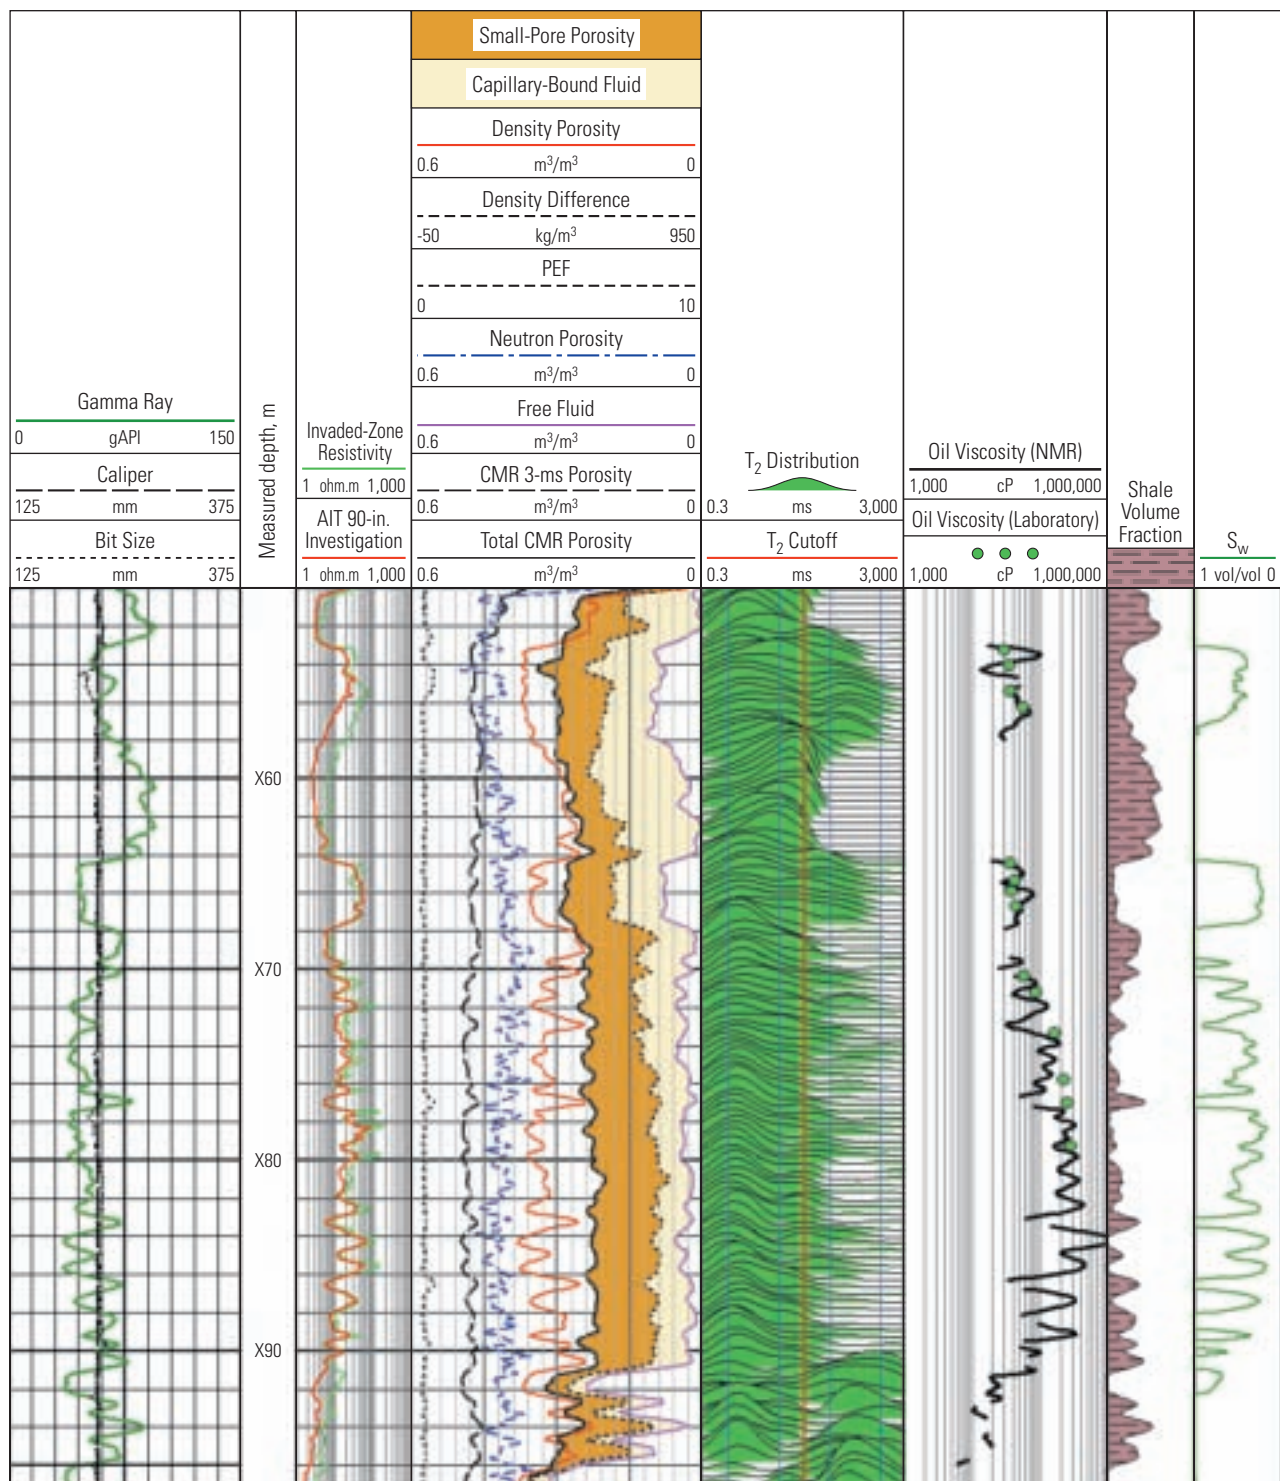 Small-Pore Porosity
Capillary-Bound Fluid
Density Porosity
0.6 m³/m³ 0
Density Difference
-50 kg/m³ 950
PEF
0 10
Neutron Porosity
0.6 m³/m³ 0
Free Fluid
0.6 m³/m³ 0
CMR 3-ms Porosity
0.6 m³/m³ 0
Total CMR Porosity
0.6 m³/m³ 0
Gamma Ray
0 gAPI 150
Caliper
125 mm 375
Bit Size
125 mm 375
Measured depth, m
Invaded-Zone
Resistivity
1 ohm.m 1,000
AIT 90-in.
Investigation
1 ohm.m 1,000
T₂ Distribution
0.3 ms 3,000
T₂ Cutoff
0.3 ms 3,000
Oil Viscosity (NMR)
1,000 cP 1,000,000
Oil Viscosity (Laboratory)
1,000 cP 1,000,000
Shale
Volume
Fraction
S_w
1 vol/vol 0
X60
X70
X80
X90